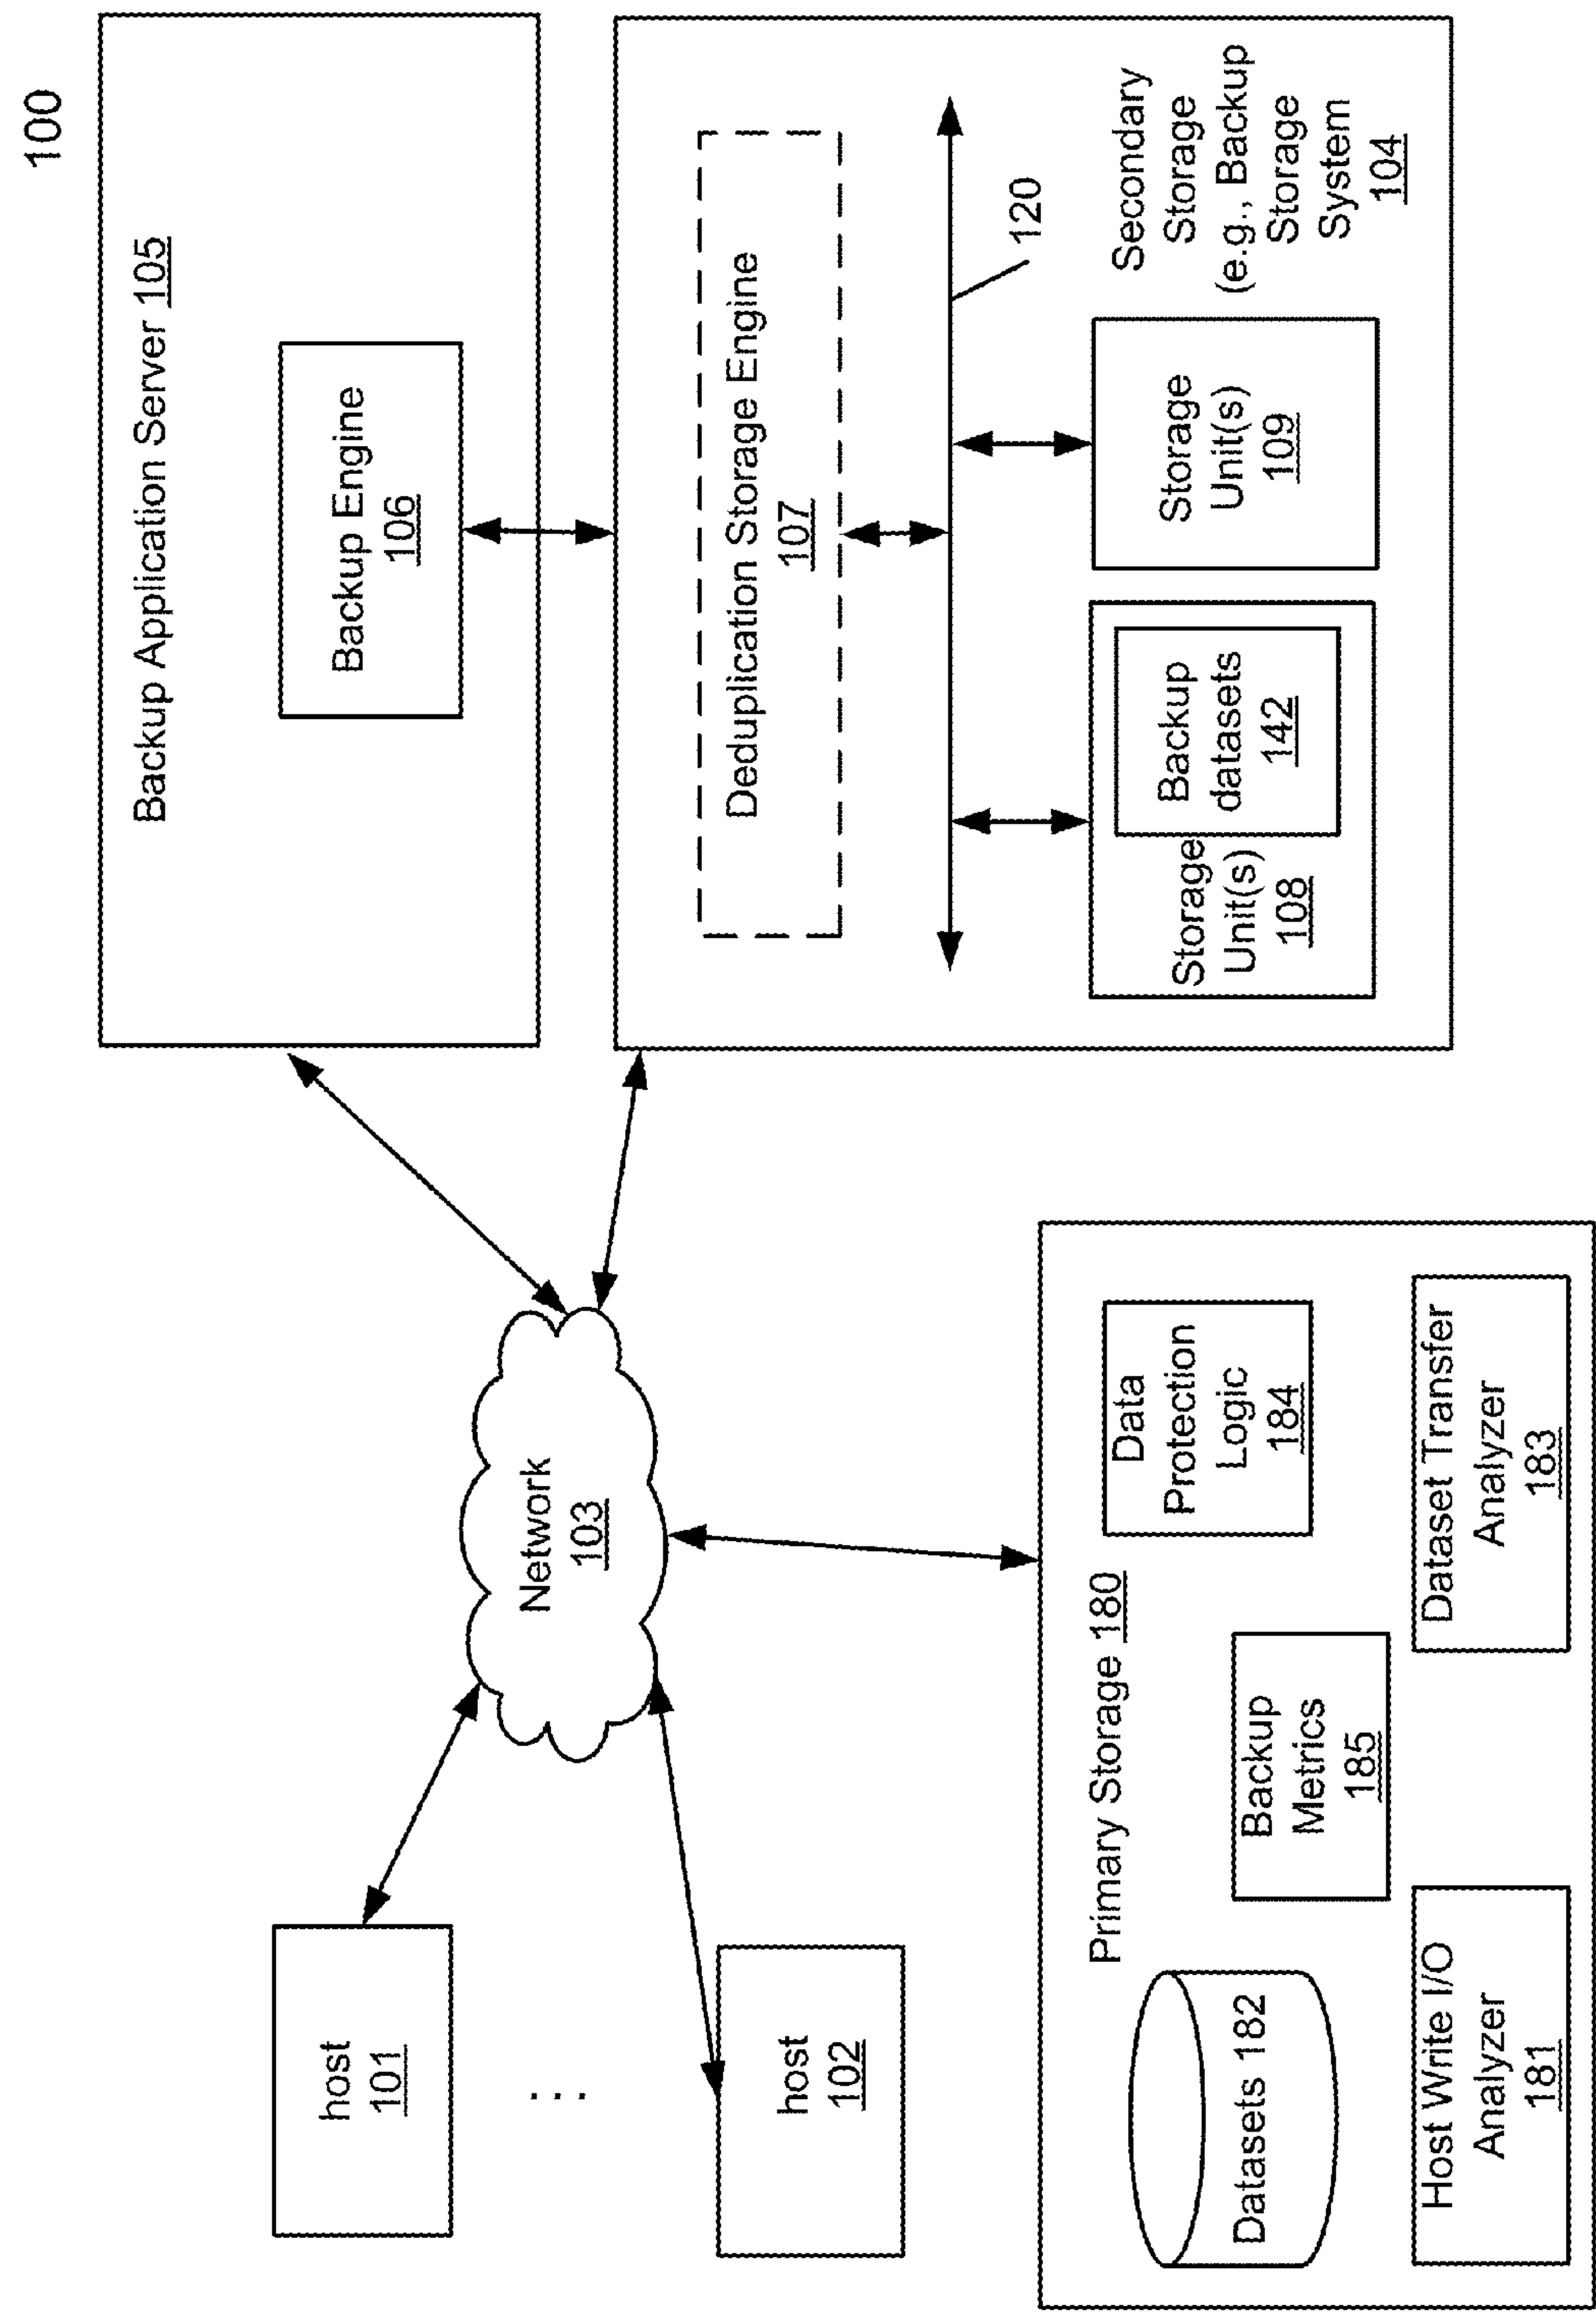 100
Backup Application Server 105
Backup Engine
106
Deduplication Storage Engine
107
120
Storage
Unit(s)
108
Backup
datasets
142
Storage
Unit(s)
109
Secondary
Storage
(e.g., Backup
Storage
System
104
Network
103
host
101
...
host
102
Primary Storage 180
Datasets 182
Backup
Metrics
185
Data
Protection
Logic
184
Host Write I/O
Analyzer
181
Dataset Transfer
Analyzer
183